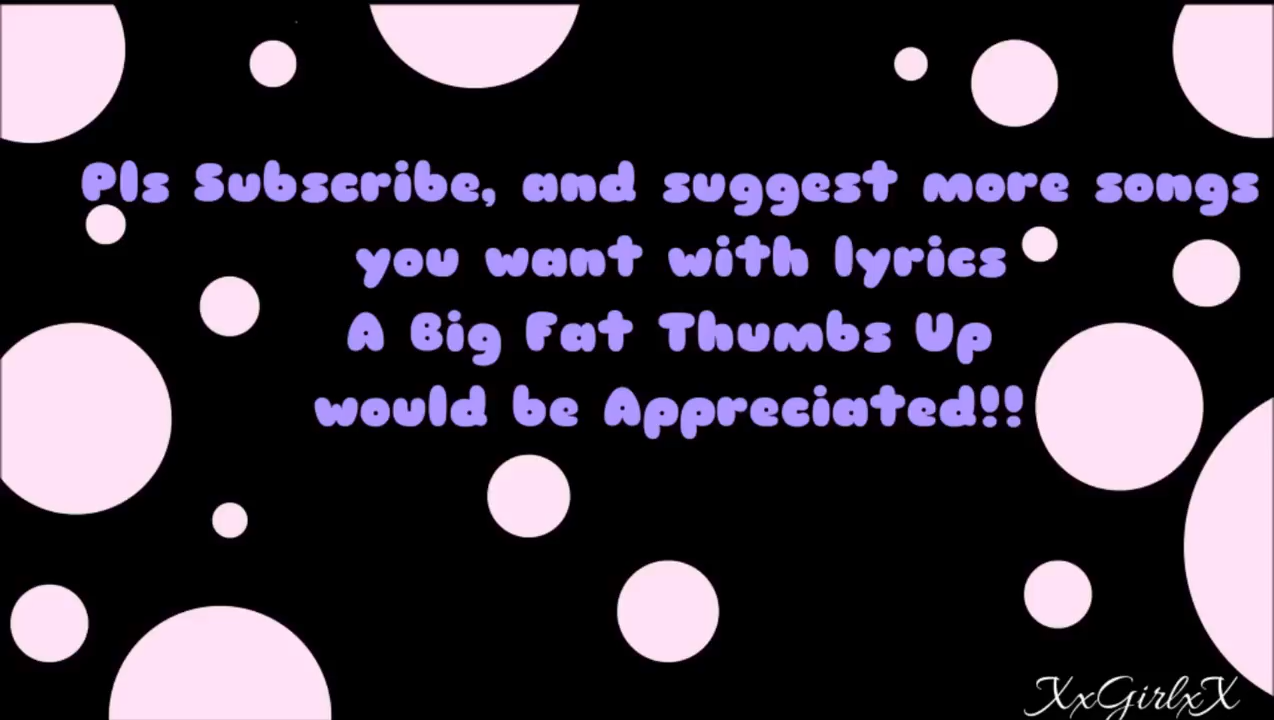 Pls Subscribe, and suggest more songs
you want with lyrics
A Big Fat Thumbs Up
would be Appreciated!!
XxGirlxX